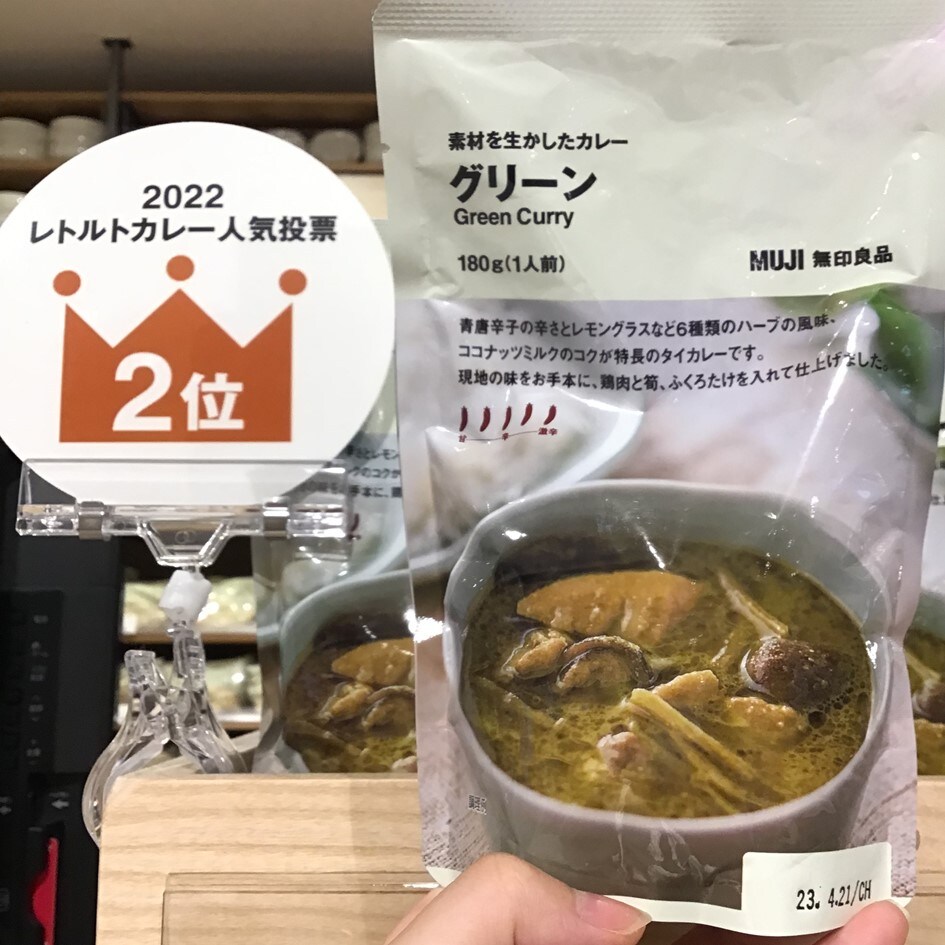 2022
レトルトカレー人気投票
2位
素材を生かしたカレー
グリーン
Green Curry
180g(1人前)
MUJI 無印良品
青唐辛子の辛さとレモングラスなど6種類のハーブの風味、
ココナッツミルクのコクが特長のタイカレーです。
現地の味をお手本に、鶏肉と筍、ふくろたけを入れて仕上げました。
甘 辛 激辛
23. 4.21/CH